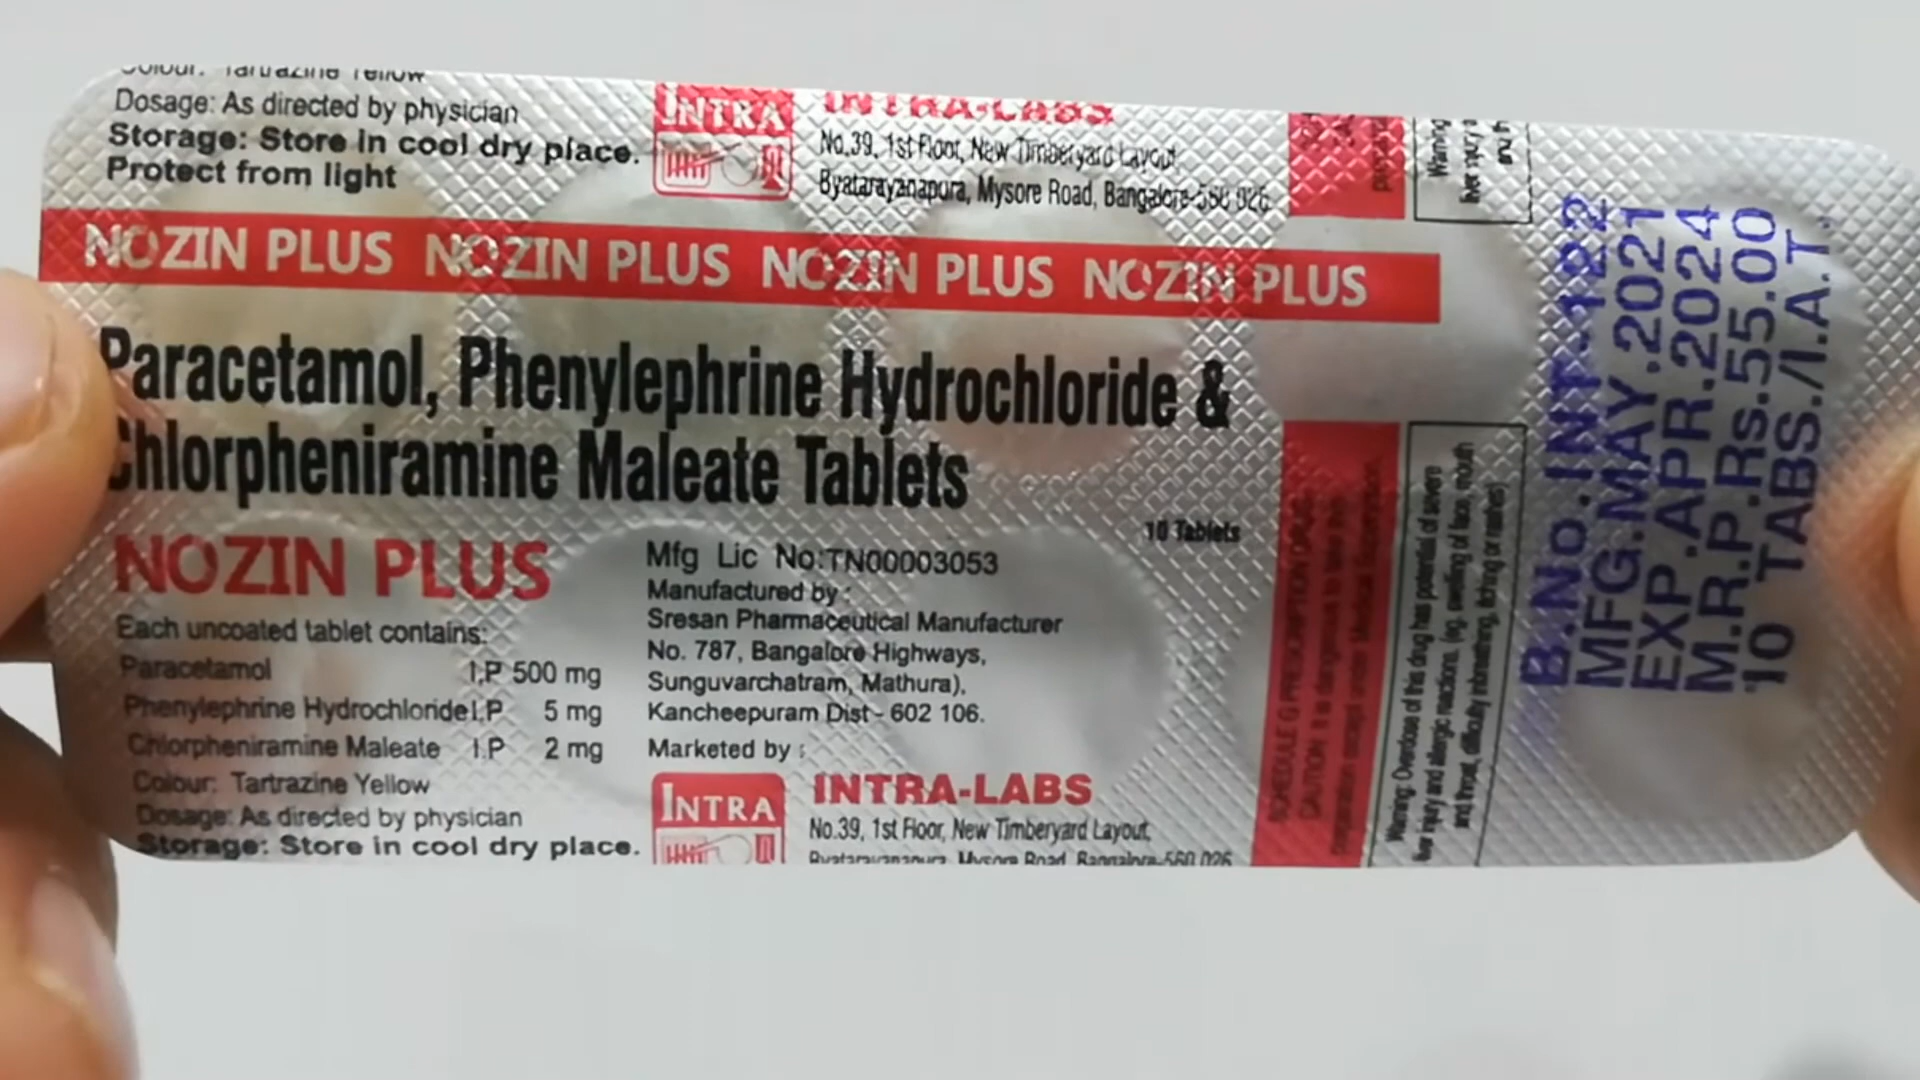 Colour: Tartrazine Yellow
Dosage: As directed by physician
Storage: Store in cool dry place.
Protect from light
INTRA
INTRA-LABS
No.39, 1st Floor, New Timberyard Layout,
Byatarayanapura, Mysore Road, Bangalore-560 026
NOZIN PLUS NOZIN PLUS NOZIN PLUS NOZIN PLUS
Paracetamol, Phenylephrine Hydrochloride &
Chlorpheniramine Maleate Tablets
10 Tablets
NOZIN PLUS
Each uncoated tablet contains:
Paracetamol I.P 500 mg
Phenylephrine Hydrochloride I.P 5 mg
Chlorpheniramine Maleate I.P 2 mg
Colour: Tartrazine Yellow
Dosage: As directed by physician
Storage: Store in cool dry place.
Mfg Lic No:TN00003053
Manufactured by :
Sresan Pharmaceutical Manufacturer
No. 787, Bangalore Highways,
Sunguvarchatram, Mathura),
Kancheepuram Dist - 602 106.
Marketed by :
INTRA
INTRA-LABS
No.39, 1st Floor, New Timberyard Layout,
Byatarayanapura, Mysore Road, Bangalore-560 026
SCHEDULE G PRESCRIPTION DRUG
CAUTION: It is dangerous to take this
preparation except under Medical Supervision.
Warning
liver injury a
Warning: Overdose of this drug has potential of severe
liver injury and allergic reactions. (eg. swelling of face, mouth
and throat, difficulty in breathing, itching or rashes)
B.No.INT-122
MFG.MAY.2021
EXP.APR.2024
M.R.P.Rs.55.00
10 TABS./I.A.T.